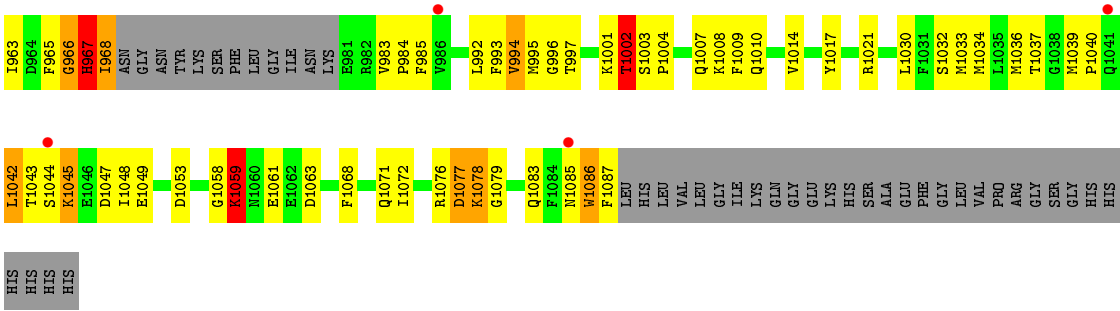 I963 D964 F965 G966 H967 I968 ASN GLY ASN TYR LYS SER PHE LEU GLY ILE ASN LYS E981 R982 V983 P984 F985 V986 L992 F993 V994 M995 G996 T997 K1001 T1002 S1003 P1004 Q1007 K1008 F1009 Q1010 V1014 Y1017 R1021 L1030 F1031 S1032 M1033 M1034 L1035 M1036 T1037 G1038 M1039 P1040 Q1041
L1042 T1043 S1044 K1045 E1046 D1047 I1048 E1049 D1053 G1058 K1059 N1060 E1061 E1062 D1063 F1068 Q1071 I1072 R1076 D1077 K1078 G1079 Q1083 F1084 N1085 W1086 F1087 LEU HIS LEU VAL LEU GLY ILE LYS GLN GLY GLU LYS HIS SER ALA GLU PHE GLY LEU VAL PRO ARG GLY SER GLY HIS HIS
HIS HIS HIS HIS